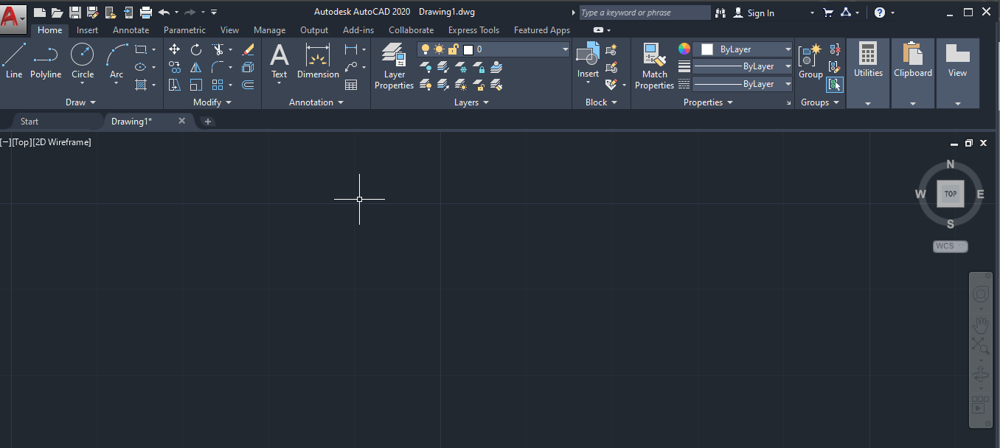 A Autodesk AutoCAD 2020 Drawing1.dwg Type a keyword or phrase Sign In ?
Home Insert Annotate Parametric View Manage Output Add-ins Collaborate Express Tools Featured Apps
0 ByLayer
A
ByLayer
Line Polyline Circle Arc Text Dimension Layer Properties Insert Match Properties Group Utilities Clipboard View
ByLayer
Draw Modify Annotation Layers Block Properties Groups
Start Drawing1* +
[−][Top][2D Wireframe]
N
W TOP E
S
WCS